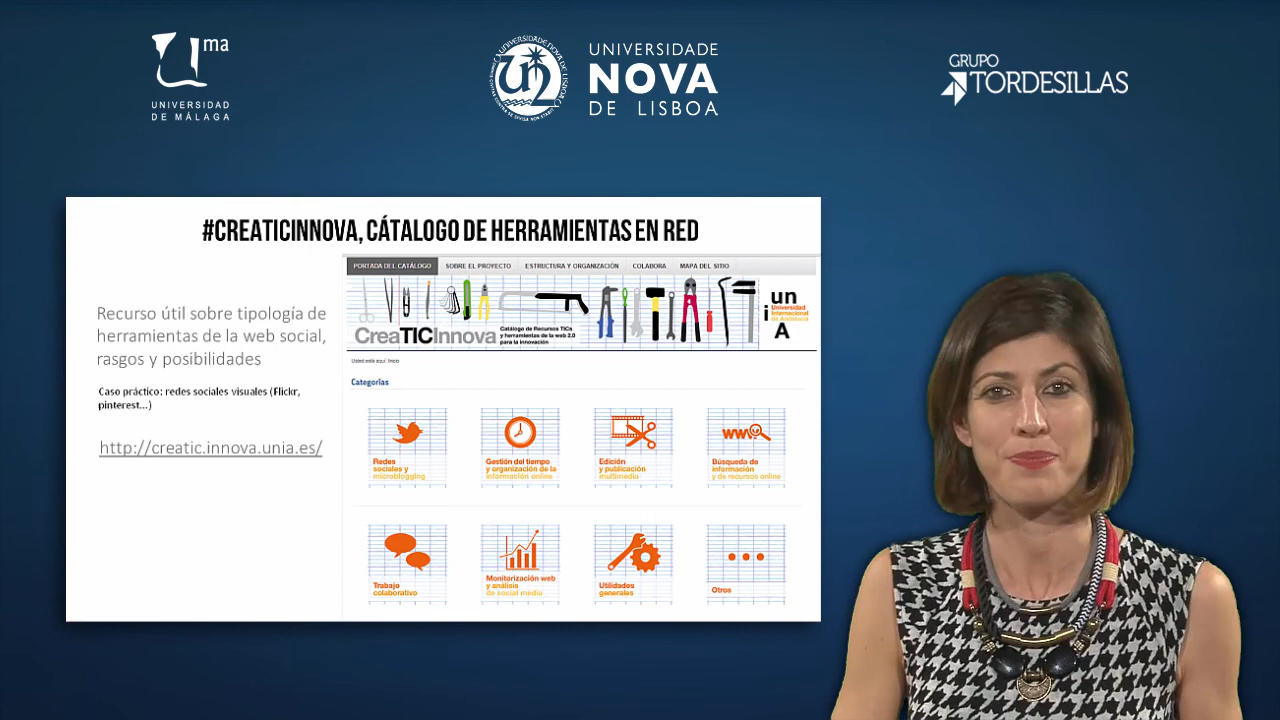 ma
UNIVERSIDAD
DE MÁLAGA
UNIVERSIDADE
NOVA
DE LISBOA
GRUPO
TORDESILLAS
#CREATICINNOVA, CÁTALOGO DE HERRAMIENTAS EN RED
Recurso útil sobre tipología de
herramientas de la web social,
rasgos y posibilidades
Caso práctico: redes sociales visuales (Flickr,
pinterest...)
http://creatic.innova.unia.es/
PORTADA DEL CATÁLOGO SOBRE EL PROYECTO ESTRUCTURA Y ORGANIZACIÓN COLABORA MAPA DEL SITIO
CreaTICInnova
Catálogo de Recursos TICs
y herramientas de la web 2.0
para la innovación
un
i
Universidad
Internacional
de Andalucía
A
Usted está aquí: Inicio
Categorías
Redes
sociales y
microblogging
Gestión del tiempo
y organización de la
información online
Edición
y publicación
multimedia
www
Búsqueda de
información
y de recursos online
Trabajo
colaborativo
Monitorización web
y análisis
de social media
Utilidades
generales
Otros